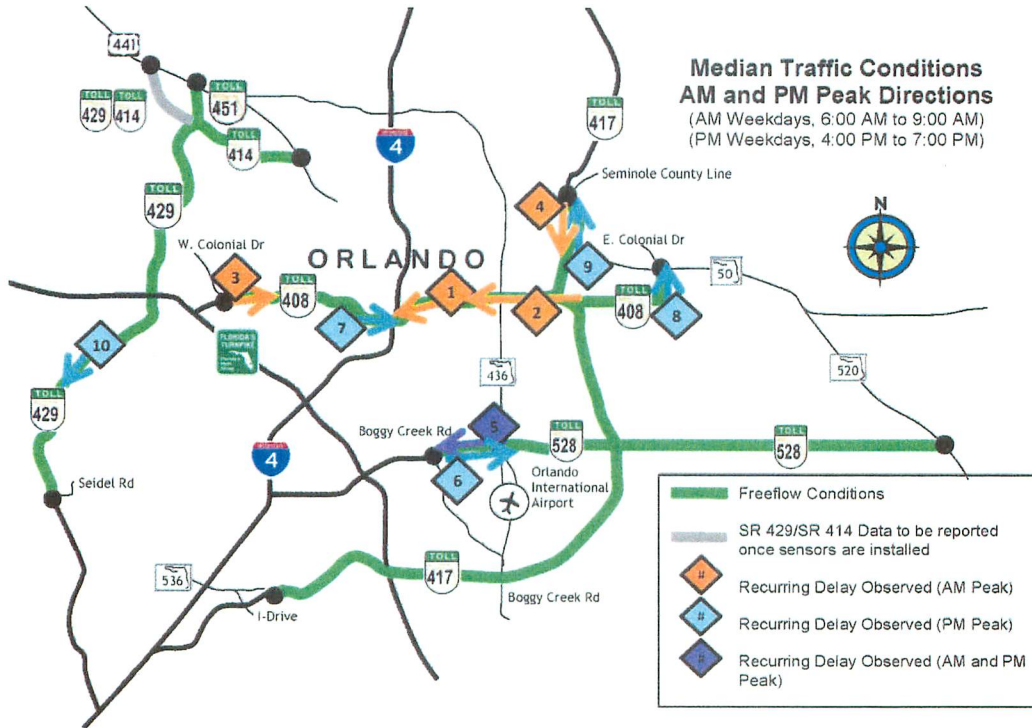 441
TOLL
429
TOLL
414
TOLL
451
TOLL
414
INTERSTATE
4
TOLL
417
Median Traffic Conditions
AM and PM Peak Directions
(AM Weekdays, 6:00 AM to 9:00 AM)
(PM Weekdays, 4:00 PM to 7:00 PM)
Seminole County Line
TOLL
429
4
N
W. Colonial Dr
ORLANDO
E. Colonial Dr
9
50
3
TOLL
408
1
2
TOLL
408
8
7
10
FLORIDA'S
TURNPIKE
436
520
TOLL
429
5
Boggy Creek Rd
TOLL
528
TOLL
528
INTERSTATE
4
6
Orlando
International
Airport
Seidel Rd
536
TOLL
417
Boggy Creek Rd
I-Drive
Freeflow Conditions
SR 429/SR 414 Data to be reported
once sensors are installed
# Recurring Delay Observed (AM Peak)
# Recurring Delay Observed (PM Peak)
# Recurring Delay Observed (AM and PM
Peak)